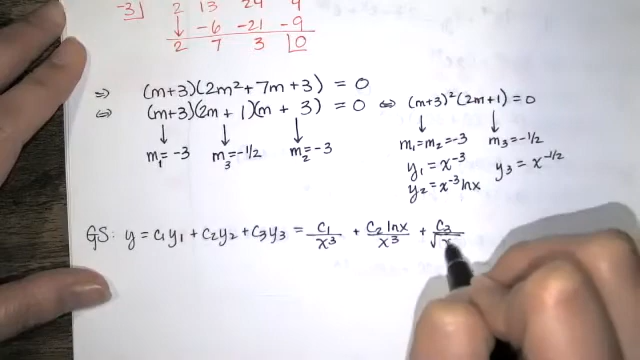 -3| 2 13 24 9
↓ -6 -21 -9
2 7 3 |0
⇒ (m+3)(2m² + 7m + 3) = 0
⇔ (m+3)(2m + 1)(m + 3) = 0 ⇔ (m+3)²(2m+1) = 0
↓ ↓ ↓ ↓ ↓
m₁ = -3 m₃ = -1/2 m₂ = -3 m₁ = m₂ = -3 m₃ = -1/2
y₁ = x⁻³ y₃ = x^(-1/2)
y₂ = x⁻³ lnx
GS: y = c₁y₁ + c₂y₂ + c₃y₃ = c₁/x³ + c₂ lnx/x³ + c₃/√x